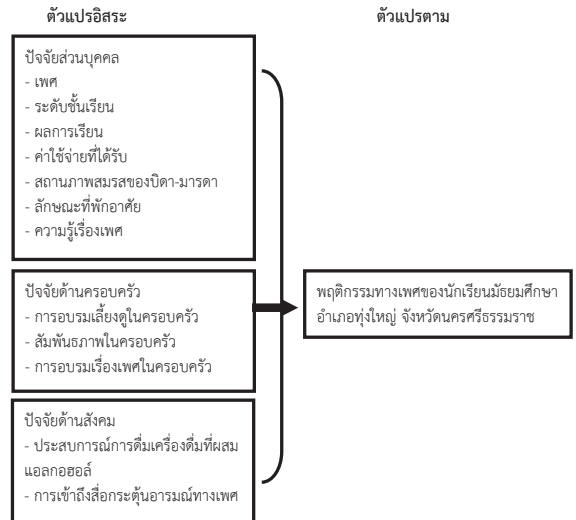 ตัวแปรอิสระ
ตัวแปรตาม
ปัจจัยส่วนบุคคล
- เพศ
- ระดับชั้นเรียน
- ผลการเรียน
- ค่าใช้จ่ายที่ได้รับ
- สถานภาพสมรสของบิดา-มารดา
- ลักษณะที่พักอาศัย
- ความรู้เรื่องเพศ
ปัจจัยด้านครอบครัว
- การอบรมเลี้ยงดูในครอบครัว
- สัมพันธภาพในครอบครัว
- การอบรมเรื่องเพศในครอบครัว
ปัจจัยด้านสังคม
- ประสบการณ์การดื่มเครื่องดื่มที่ผสม
แอลกอฮอล์
- การเข้าถึงสื่อกระตุ้นอารมณ์ทางเพศ
พฤติกรรมทางเพศของนักเรียนมัธยมศึกษา
อำเภอทุ่งใหญ่ จังหวัดนครศรีธรรมราช